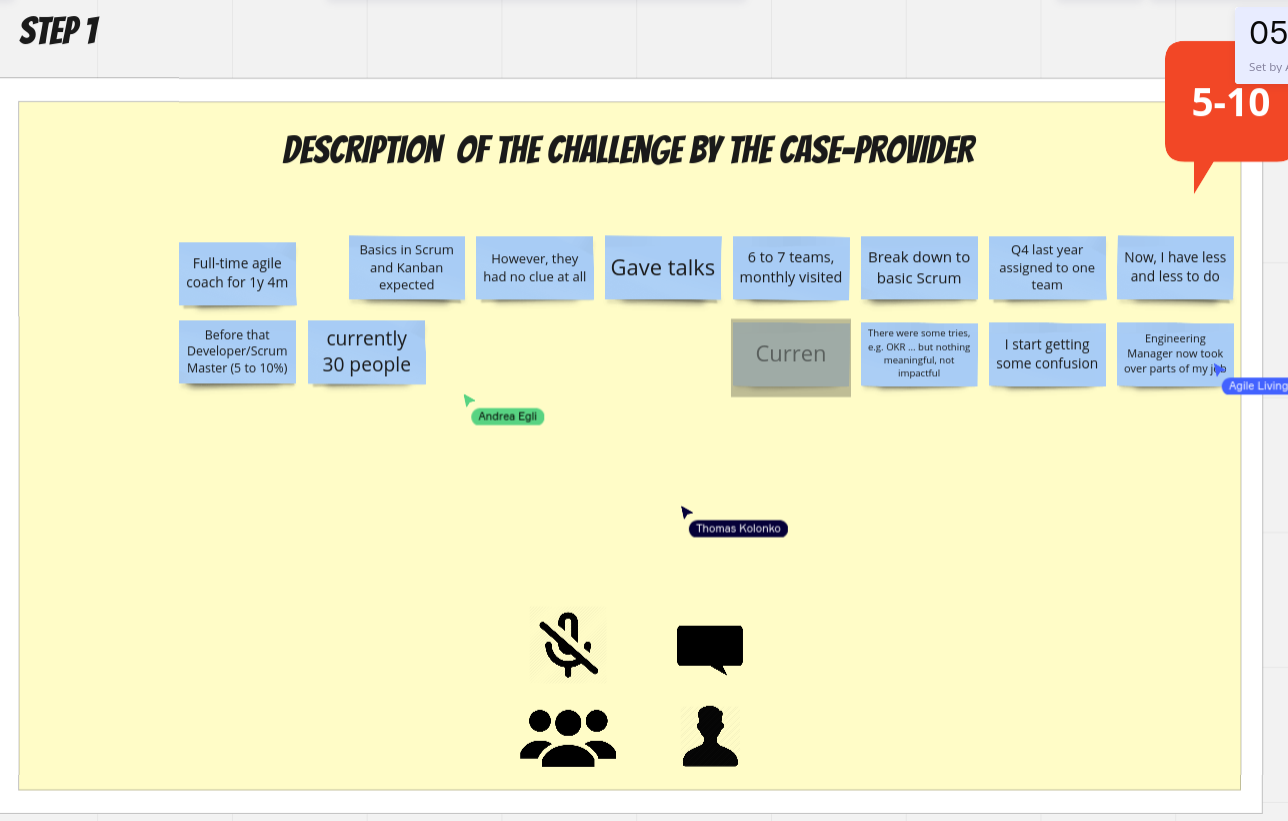 STEP 1
05
Set by A
5-10
DESCRIPTION OF THE CHALLENGE BY THE CASE-PROVIDER
Full-time agile
coach for 1y 4m
Basics in Scrum
and Kanban
expected
However, they
had no clue at all
Gave talks
6 to 7 teams,
monthly visited
Break down to
basic Scrum
Q4 last year
assigned to one
team
Now, I have less
and less to do
Before that
Developer/Scrum
Master (5 to 10%)
currently
30 people
Curren
There were some tries,
e.g. OKR ... but nothing
meaningful, not
impactful
I start getting
some confusion
Engineering
Manager now took
over parts of my job
Agile Living
Andrea Egli
Thomas Kolonko